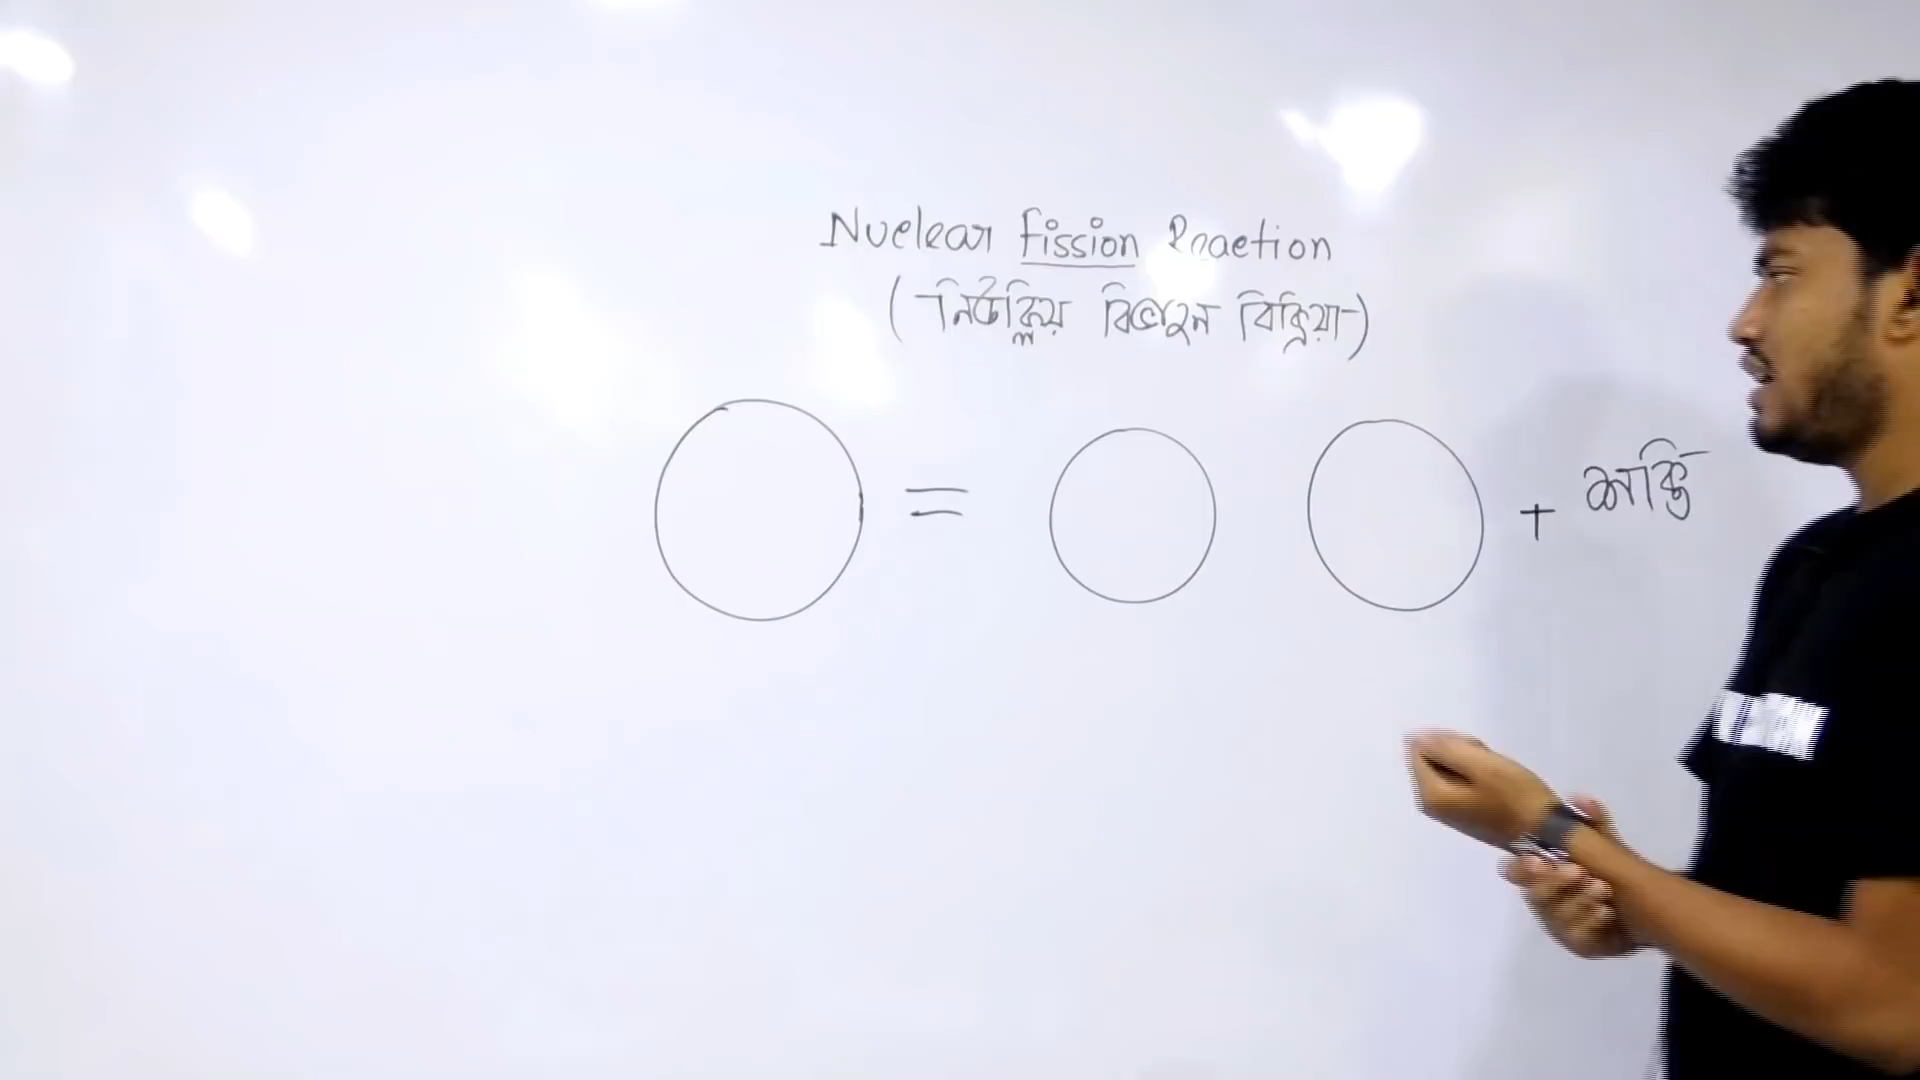 Nuclear Fission Reaction
(নিউক্লিয় বিভাজন বিক্রিয়া)
= + শক্তি